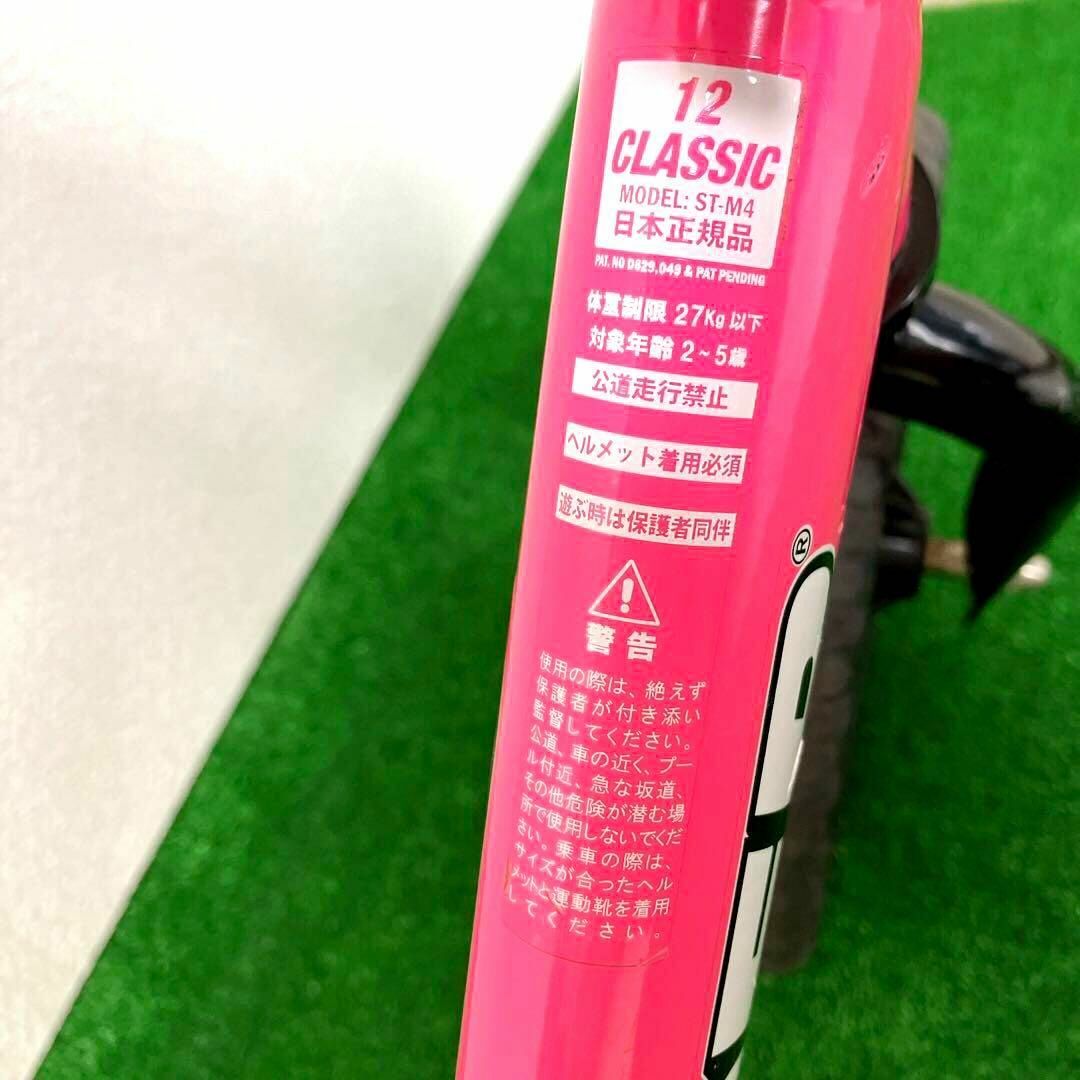 12
CLASSIC
MODEL: ST-M4
日本正規品
PAT. NO D629,049 & PAT PENDING
体重制限 27Kg 以下
対象年齢 2~5歳
公道走行禁止
ヘルメット着用必須
遊ぶ時は保護者同伴
警告
使用の際は、絶えず
保護者が付き添い
監督してください。
公道、車の近く、プー
ル付近、急な坂道、
その他危険が潜む場
所で使用しないでくだ
さい。乗車の際は、
サイズが合ったヘル
メットと運動靴を着用
してください。
®